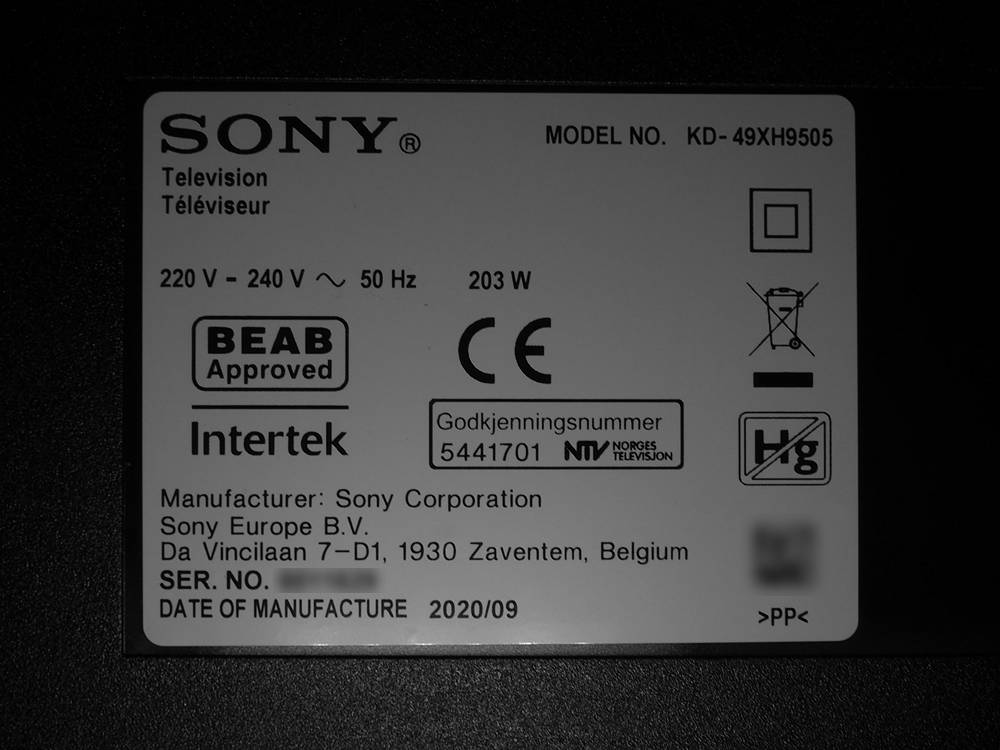 SONY®
MODEL NO. KD-49XH9505
Television
Téléviseur
220 V - 240 V ~ 50 Hz 203 W
BEAB
Approved
Intertek
CE
Godkjenningsnummer
5441701 NTV NORGES TELEVISJON
Hg
Manufacturer: Sony Corporation
Sony Europe B.V.
Da Vincilaan 7-D1, 1930 Zaventem, Belgium
SER. NO.
DATE OF MANUFACTURE 2020/09
>PP<